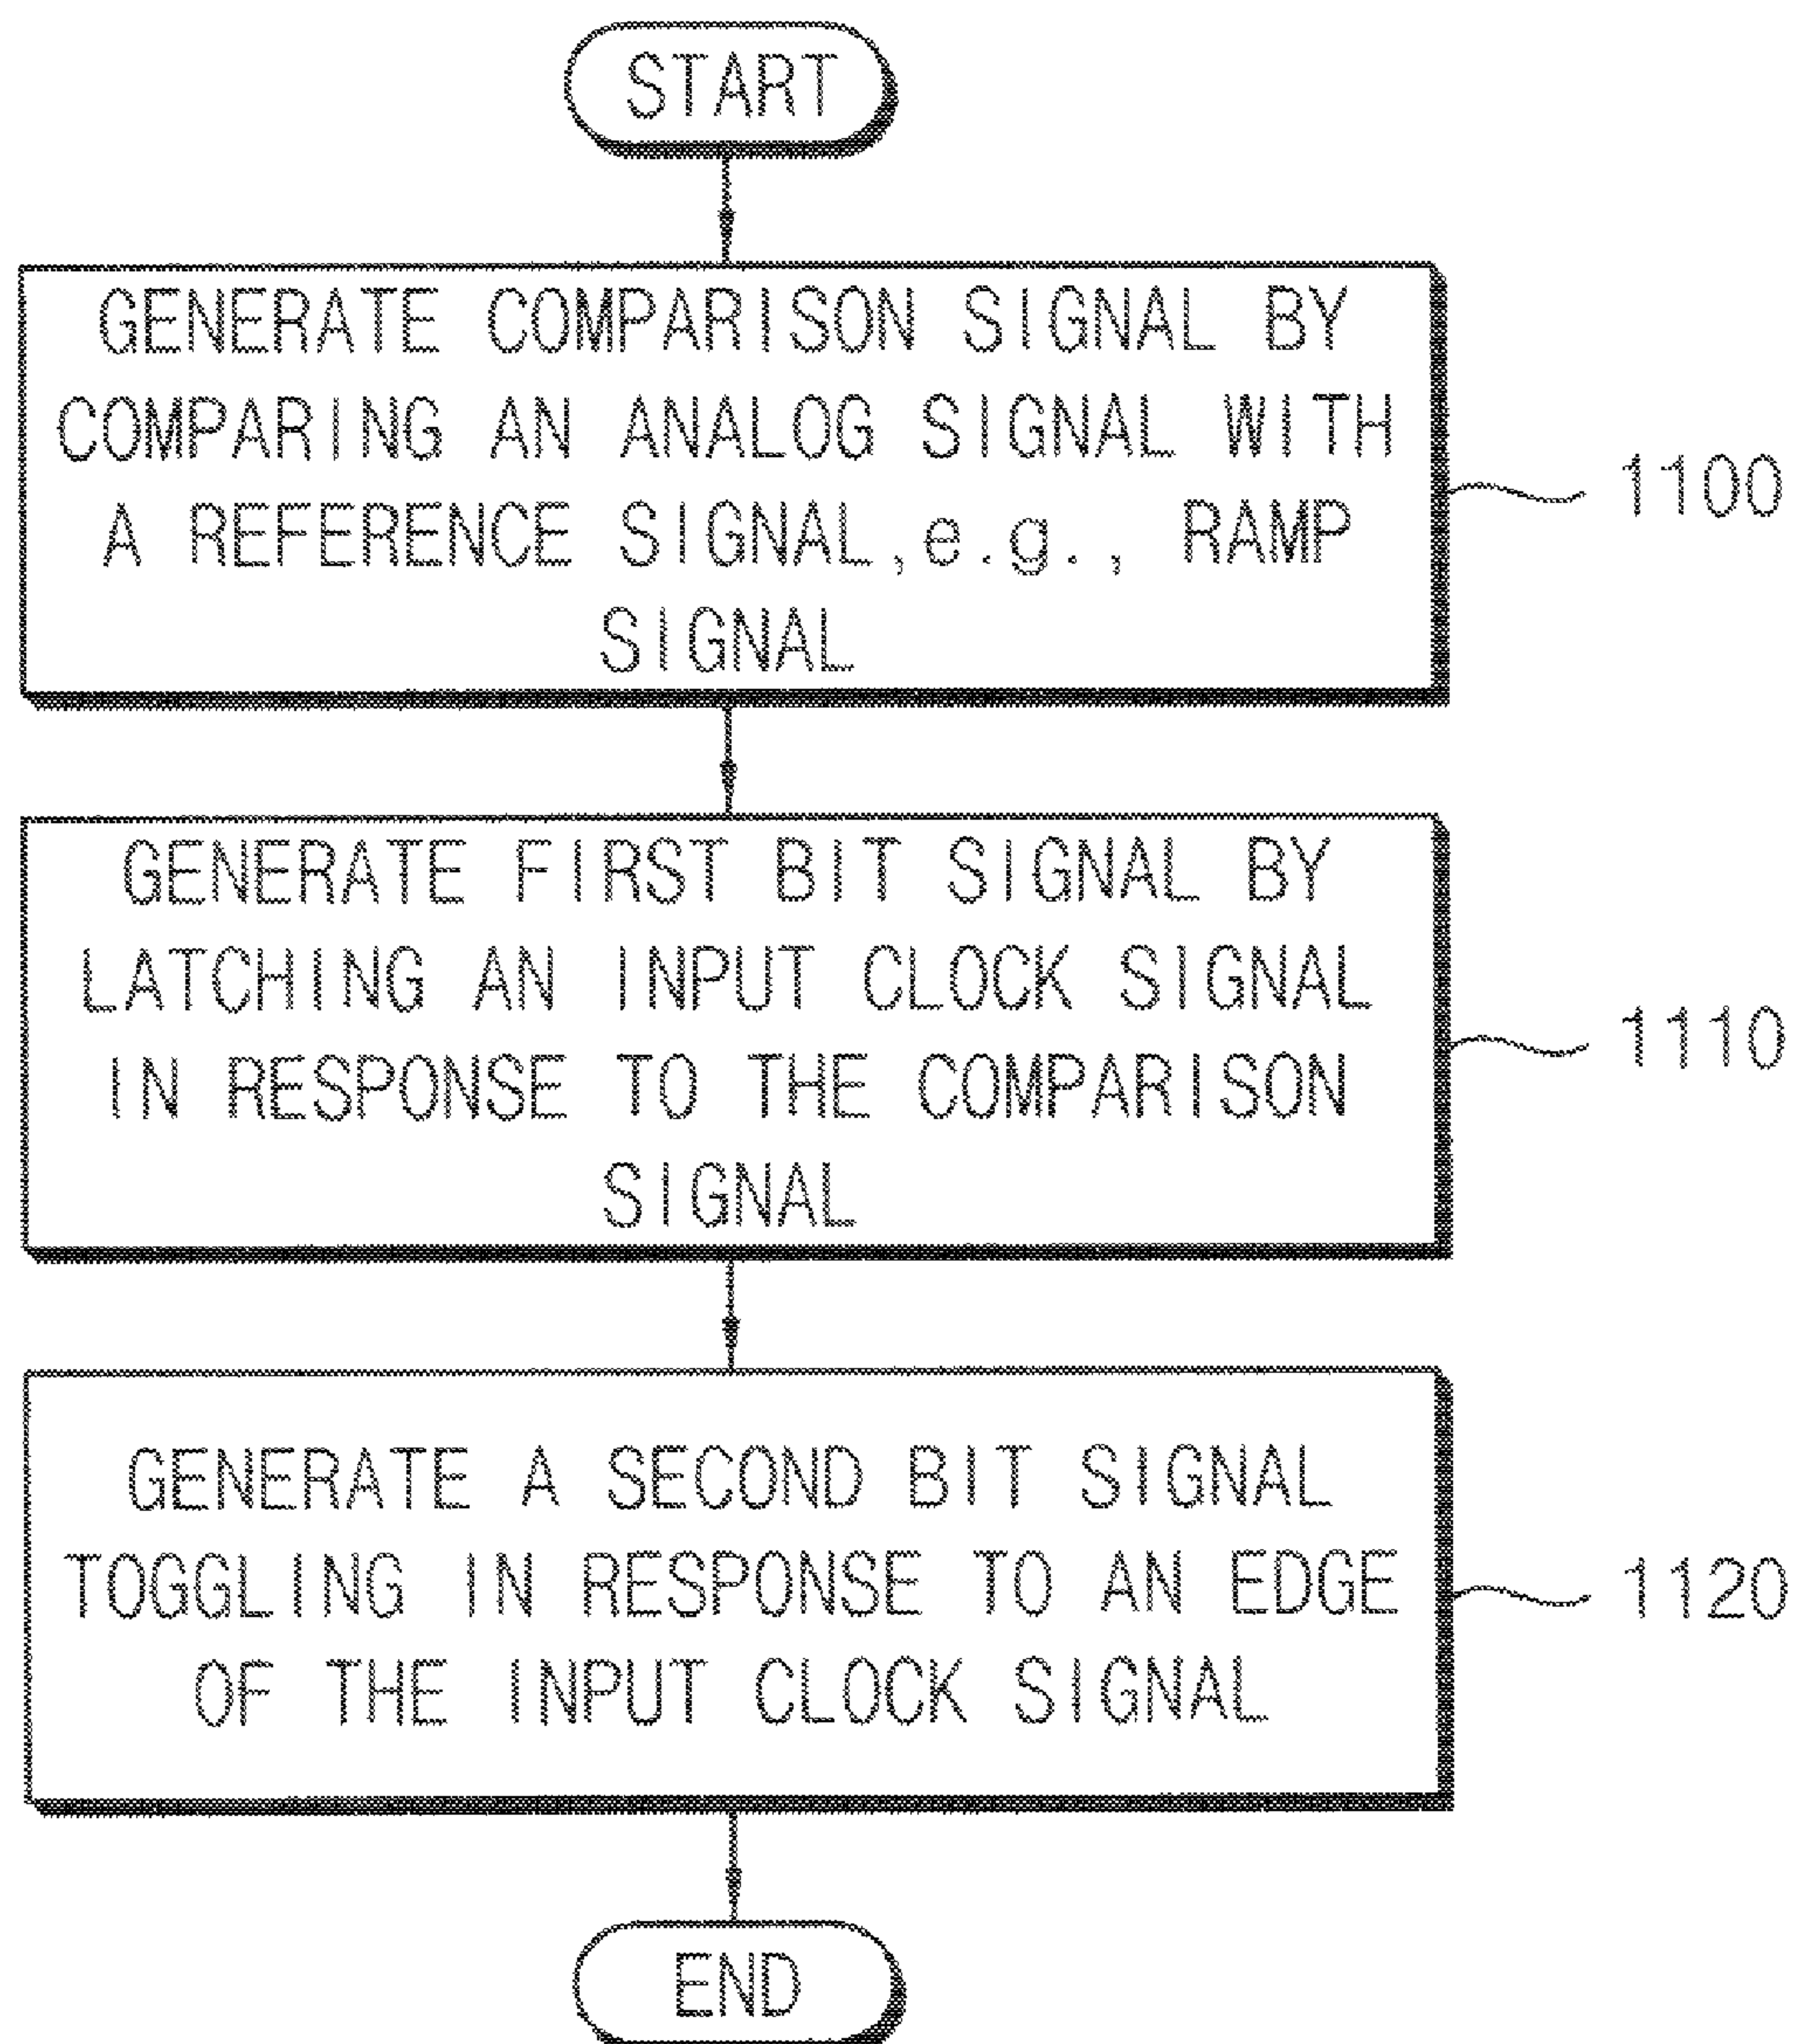 START
GENERATE COMPARISON SIGNAL BY
COMPARING AN ANALOG SIGNAL WITH
A REFERENCE SIGNAL,e.g., RAMP
SIGNAL
1100
GENERATE FIRST BIT SIGNAL BY
LATCHING AN INPUT CLOCK SIGNAL
IN RESPONSE TO THE COMPARISON
SIGNAL
1110
GENERATE A SECOND BIT SIGNAL
TOGGLING IN RESPONSE TO AN EDGE
OF THE INPUT CLOCK SIGNAL
1120
END